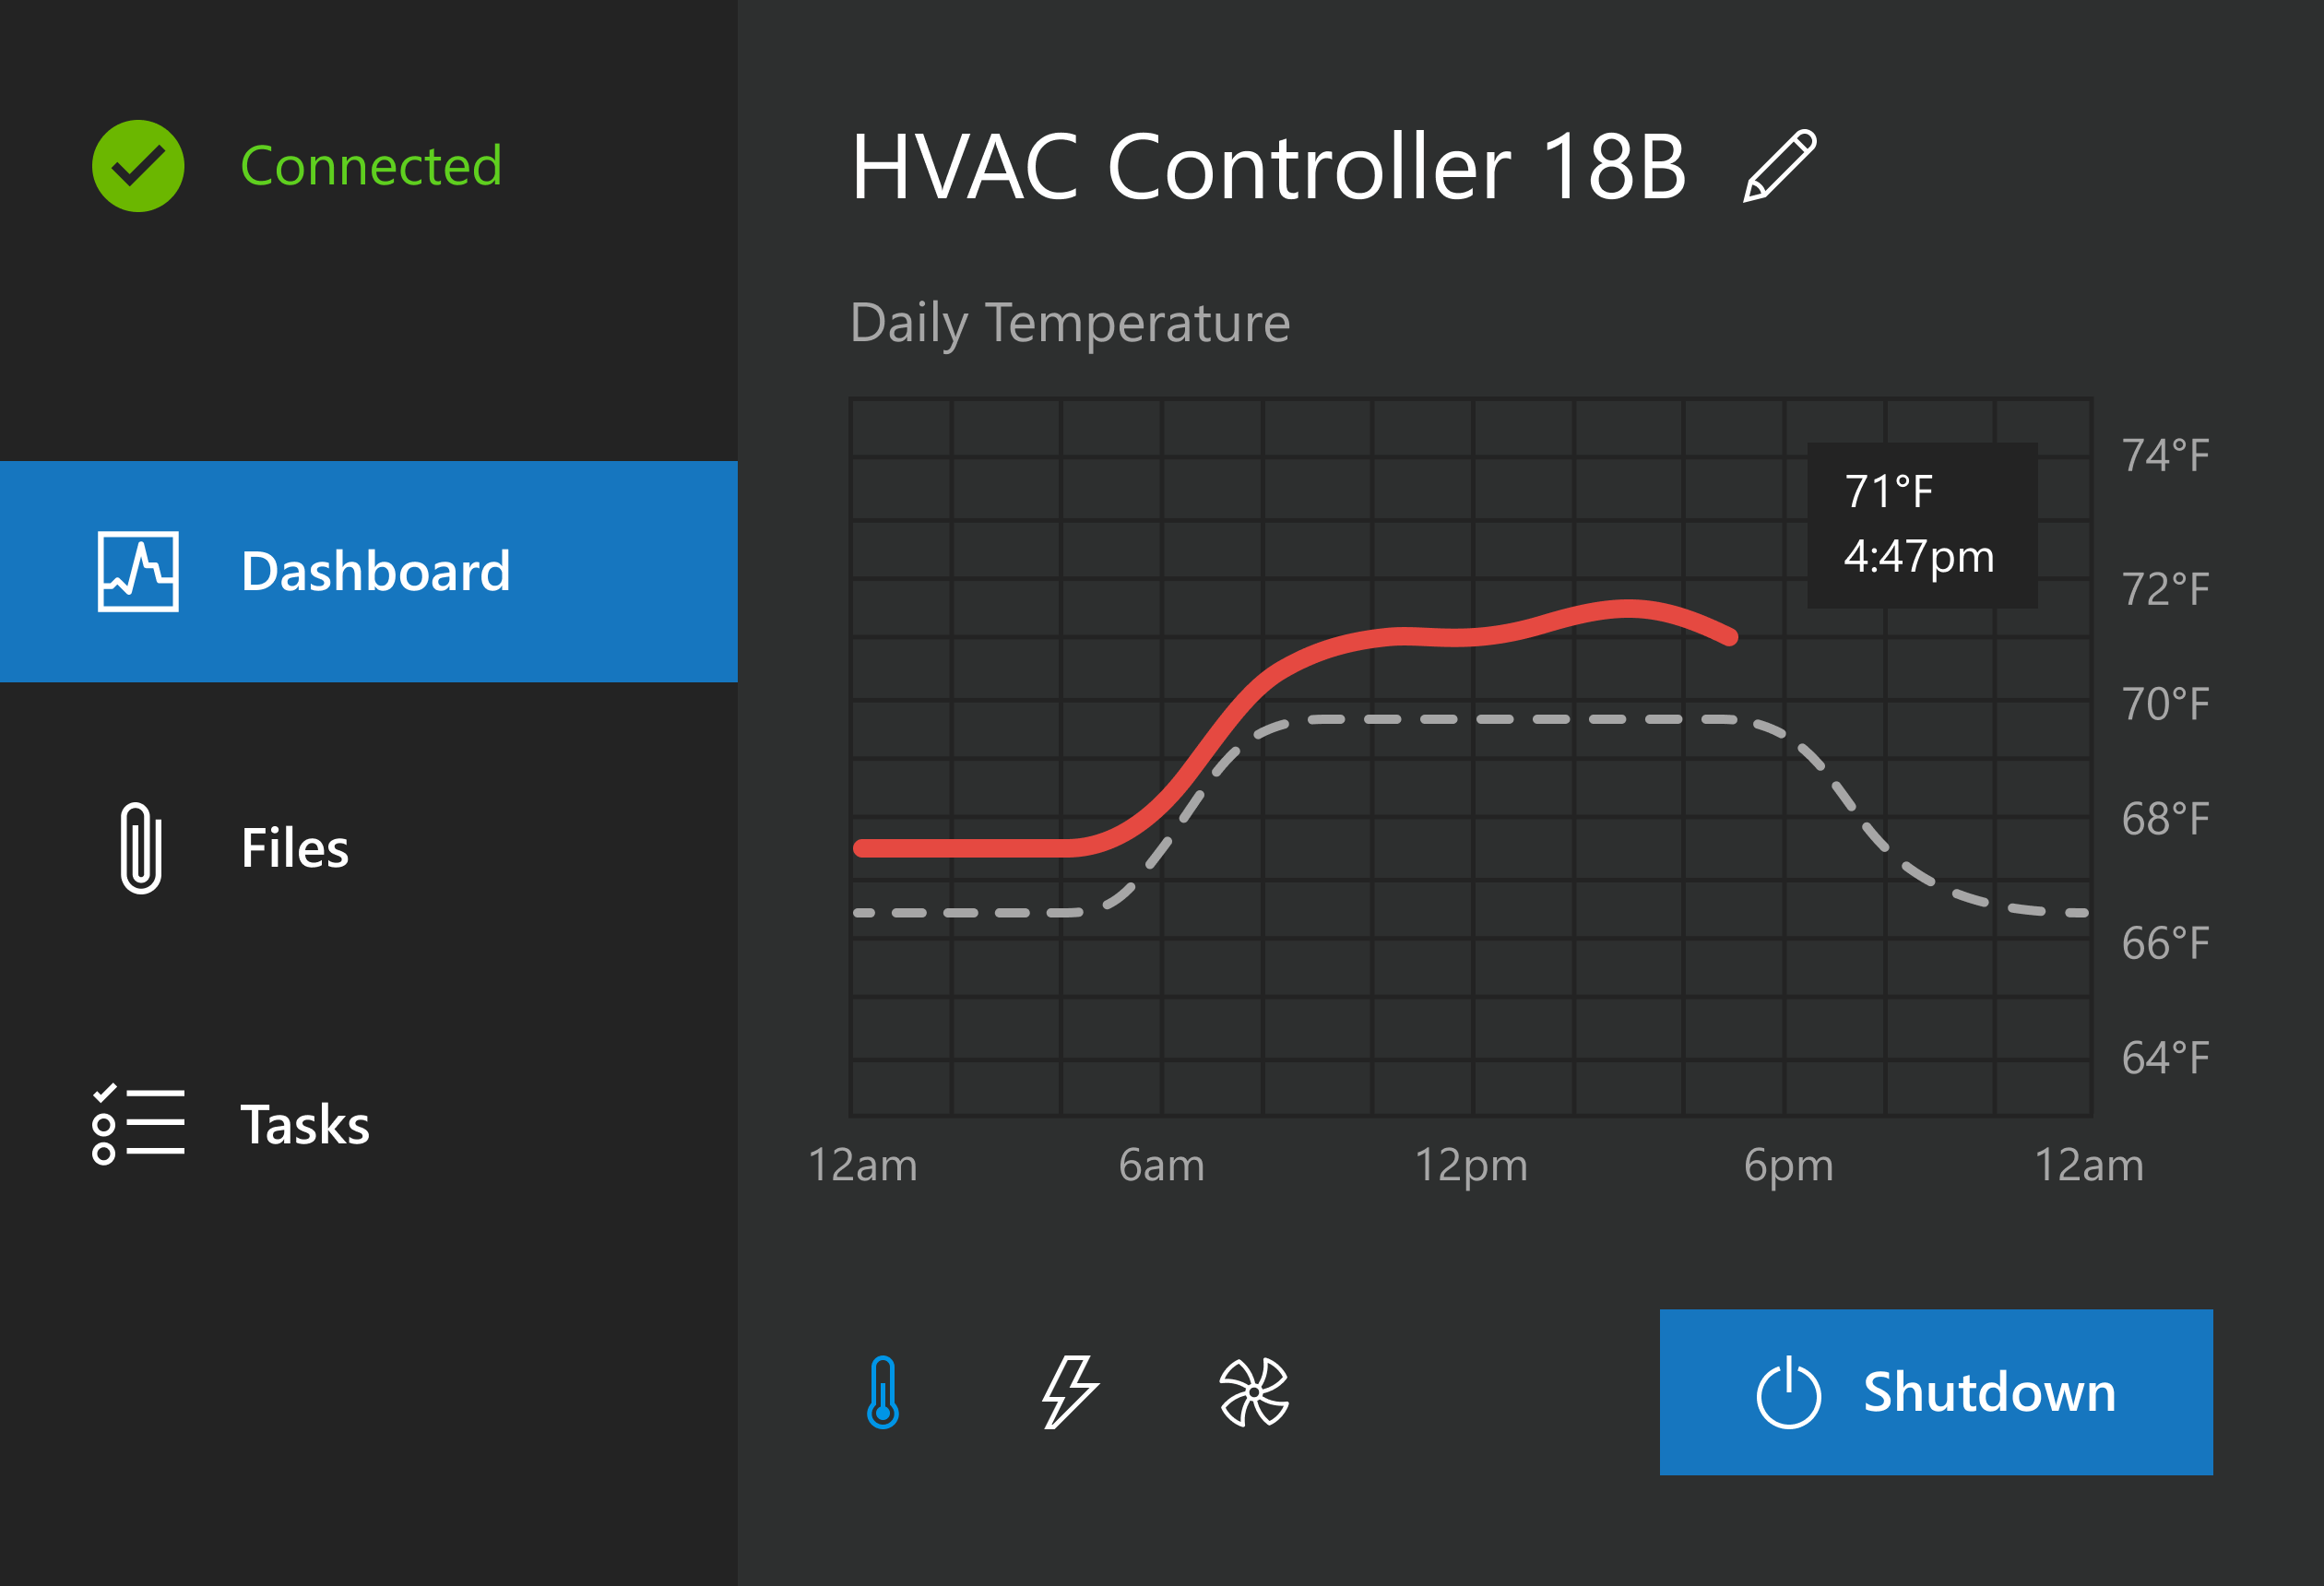 Connected
Dashboard
Files
Tasks
HVAC Controller 18B
Daily Temperature
71°F
4:47pm
74°F
72°F
70°F
68°F
66°F
64°F
12am
6am
12pm
6pm
12am
Shutdown